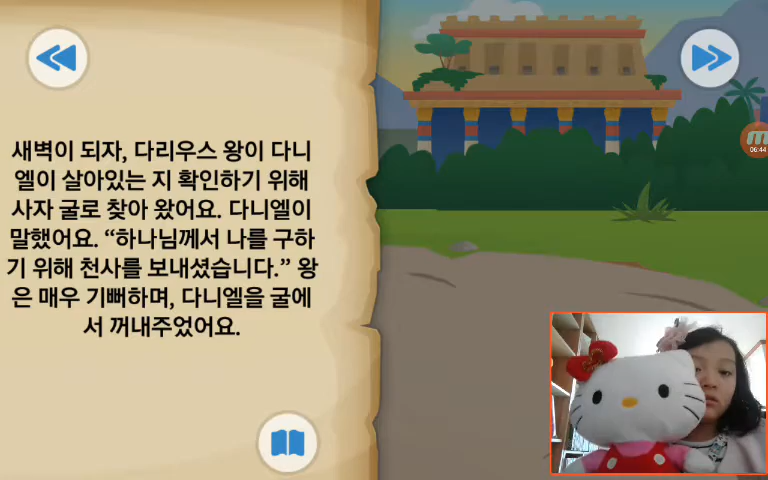 새벽이 되자, 다리우스 왕이 다니
엘이 살아있는 지 확인하기 위해
사자 굴로 찾아 왔어요. 다니엘이
말했어요. “하나님께서 나를 구하
기 위해 천사를 보내셨습니다.” 왕
은 매우 기뻐하며, 다니엘을 굴에
서 꺼내주었어요.
06:44